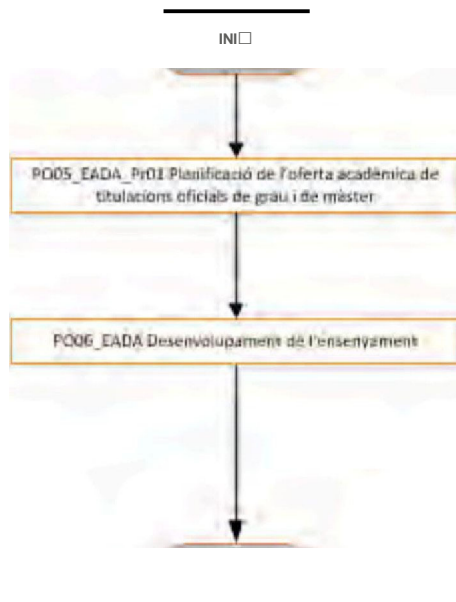 INI□
PO05_EADA_Pr01 Planificació de l'oferta acadèmica de
titulacions oficials de grau i de màster
PO06_EADA Desenvolupament de l'ensenyament